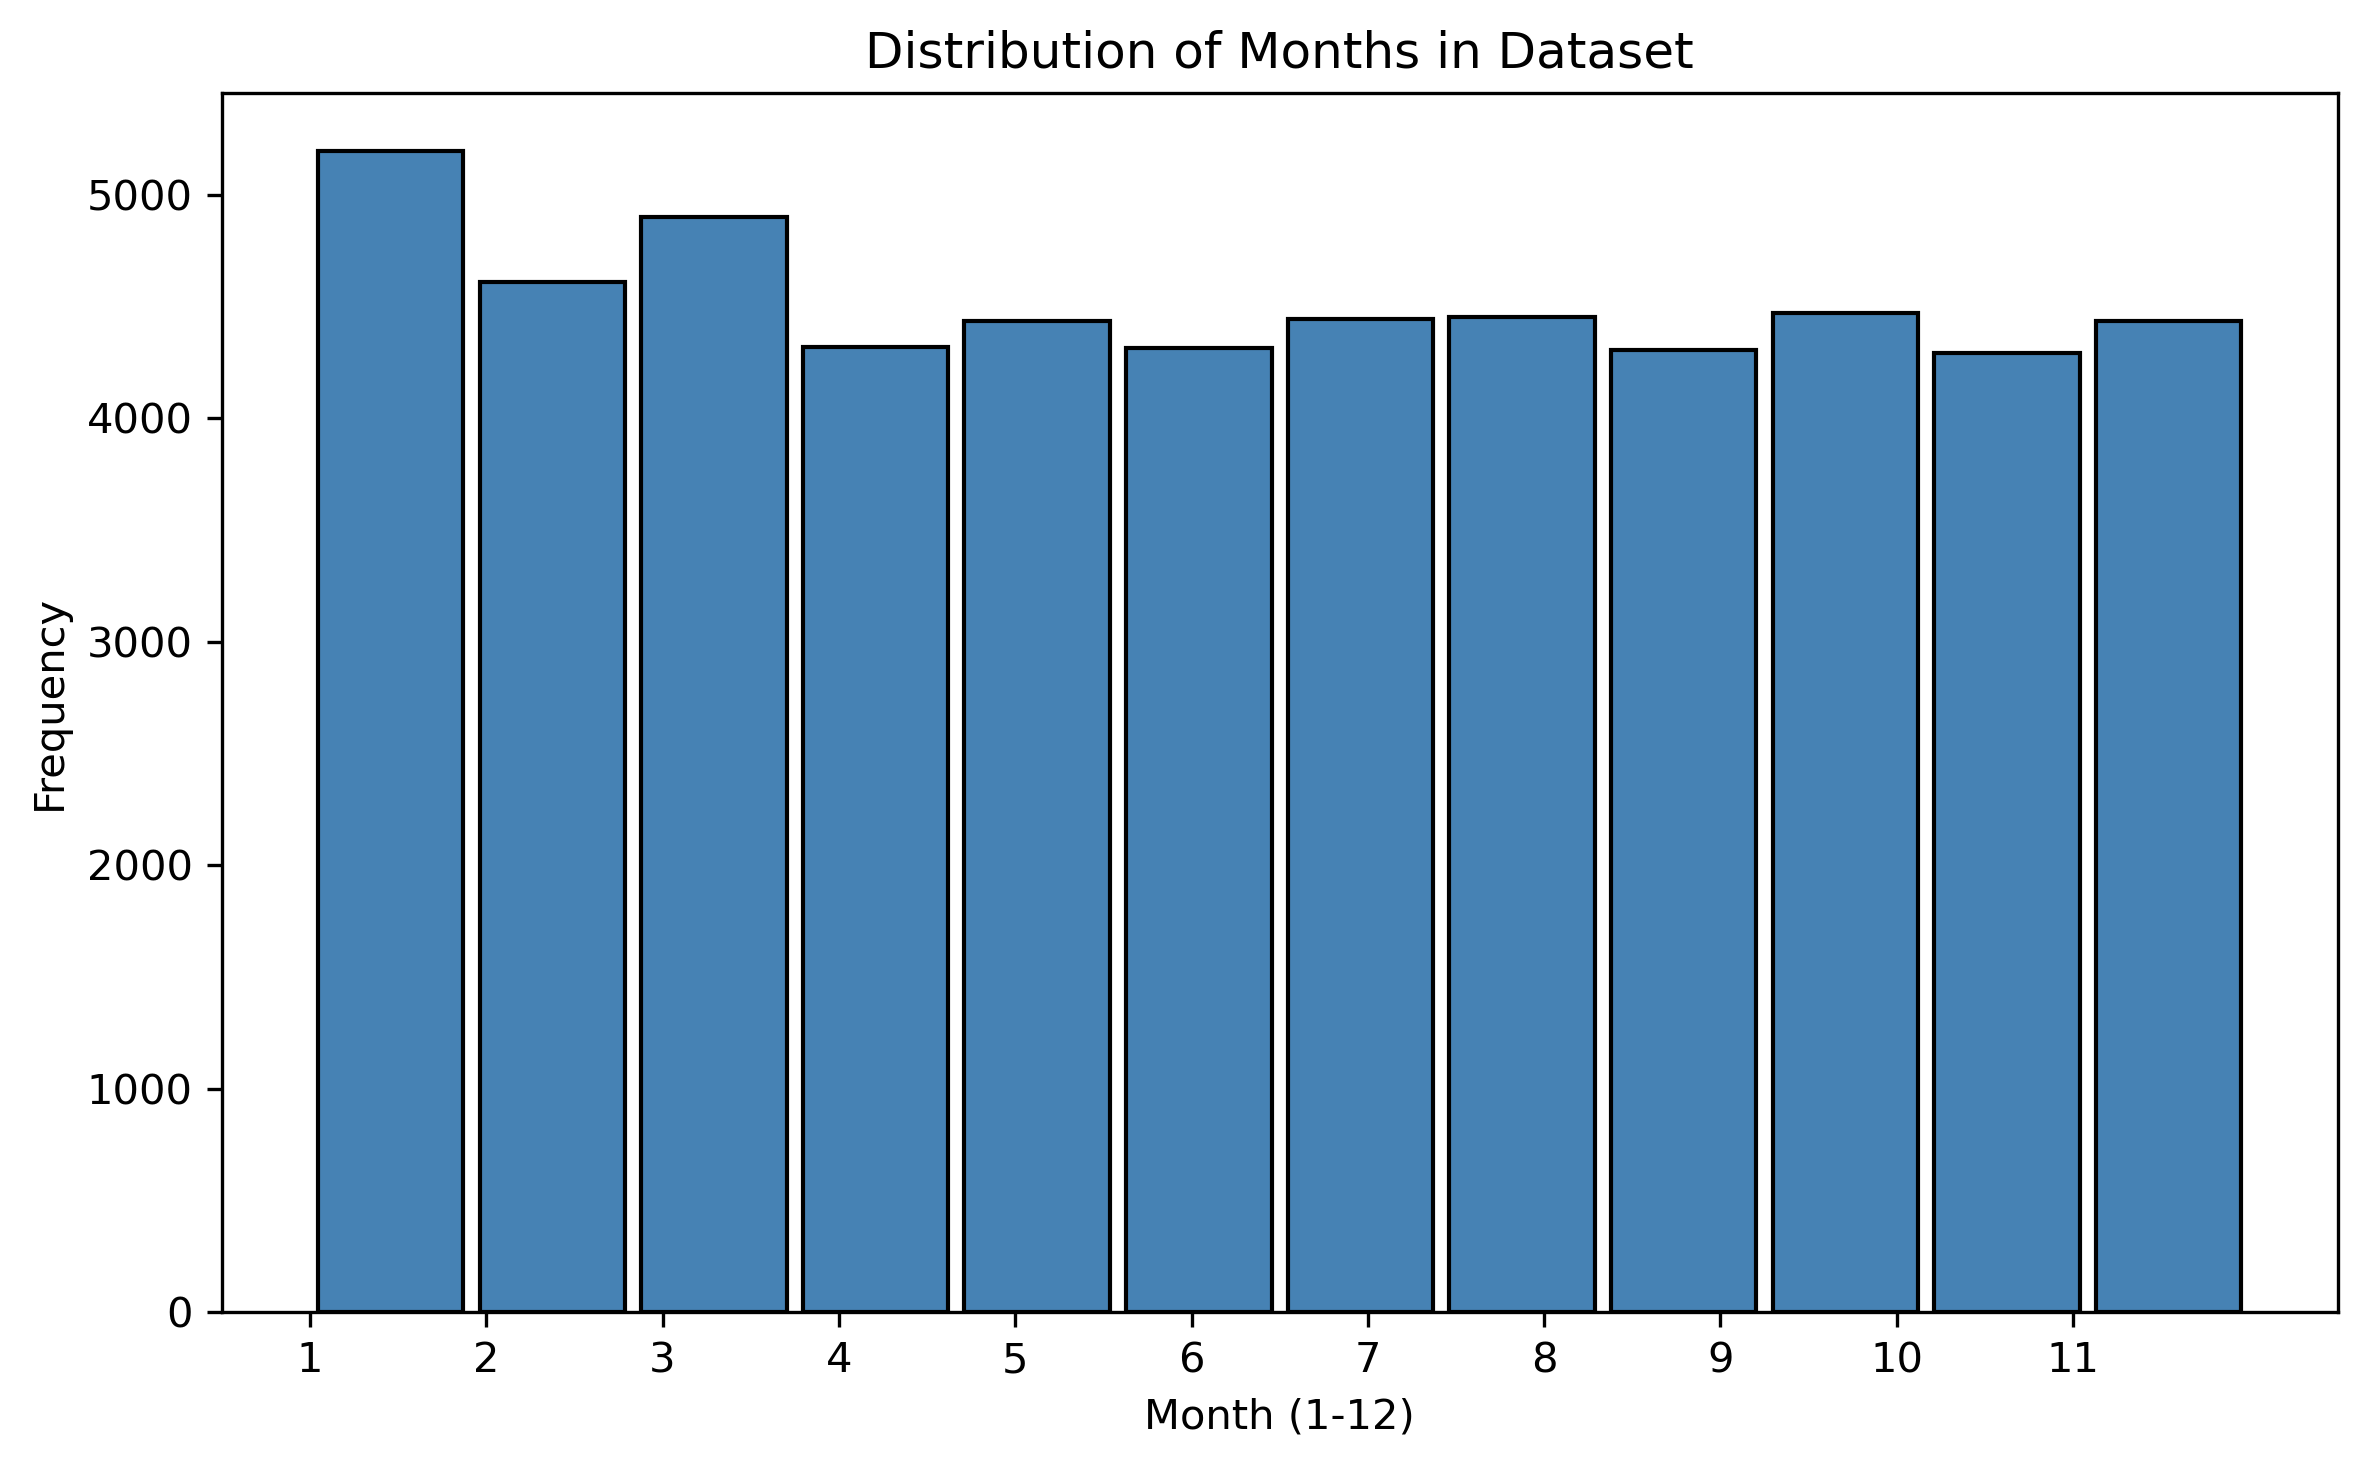 Distribution of Months in Dataset
Frequency
5000
4000
3000
2000
1000
0
1 2 3 4 5 6 7 8 9 10 11
Month (1-12)